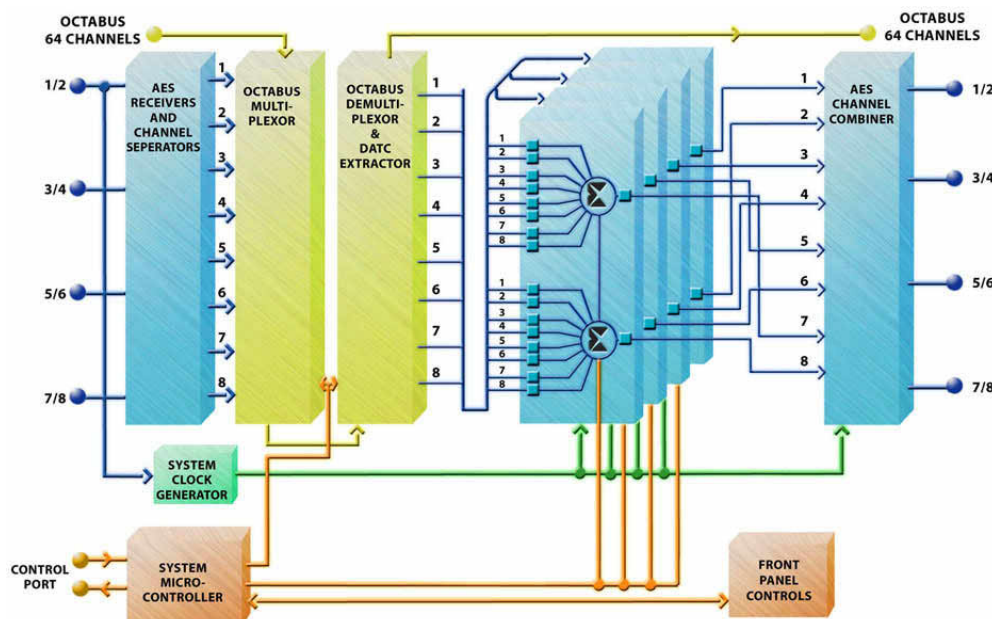 OCTABUS
64 CHANNELS
OCTABUS
64 CHANNELS
1/2
3/4
5/6
7/8
AES
RECEIVERS
AND
CHANNEL
SEPERATORS
1
2
3
4
5
6
7
8
OCTABUS
MULTI-
PLEXOR
OCTABUS
DEMULTI-
PLEXOR
&
DATC
EXTRACTOR
1
2
3
4
5
6
7
8
1
2
3
4
5
6
7
8
1
2
3
4
5
6
7
8
1
2
3
4
5
6
7
8
AES
CHANNEL
COMBINER
1/2
3/4
5/6
7/8
SYSTEM
CLOCK
GENERATOR
CONTROL
PORT
SYSTEM
MICRO-
CONTROLLER
FRONT
PANEL
CONTROLS